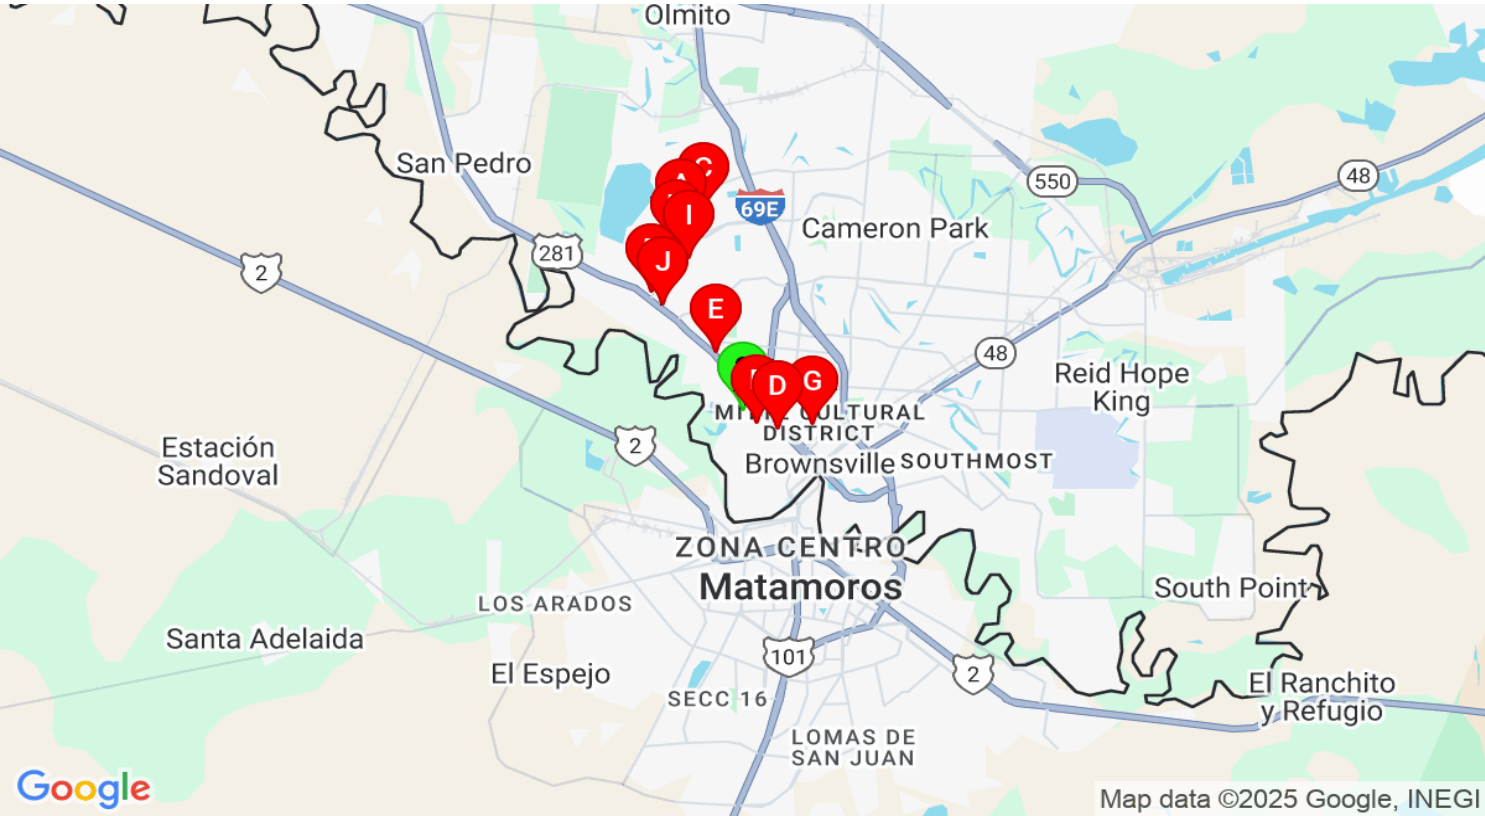 Olmito
San Pedro
550
48
C
A
I
69E
Cameron Park
281
2
J
E
48
D
G
Reid Hope
King
CULTURAL
DISTRICT
Estación
Sandoval
2
Brownsville
SOUTHMOST
ZONA CENTRO
Matamoros
South Point
LOS ARADOS
Santa Adelaida
101
El Espejo
2
SECC 16
El Ranchito
y Refugio
LOMAS DE
SAN JUAN
Google
Map data ©2025 Google, INEGI